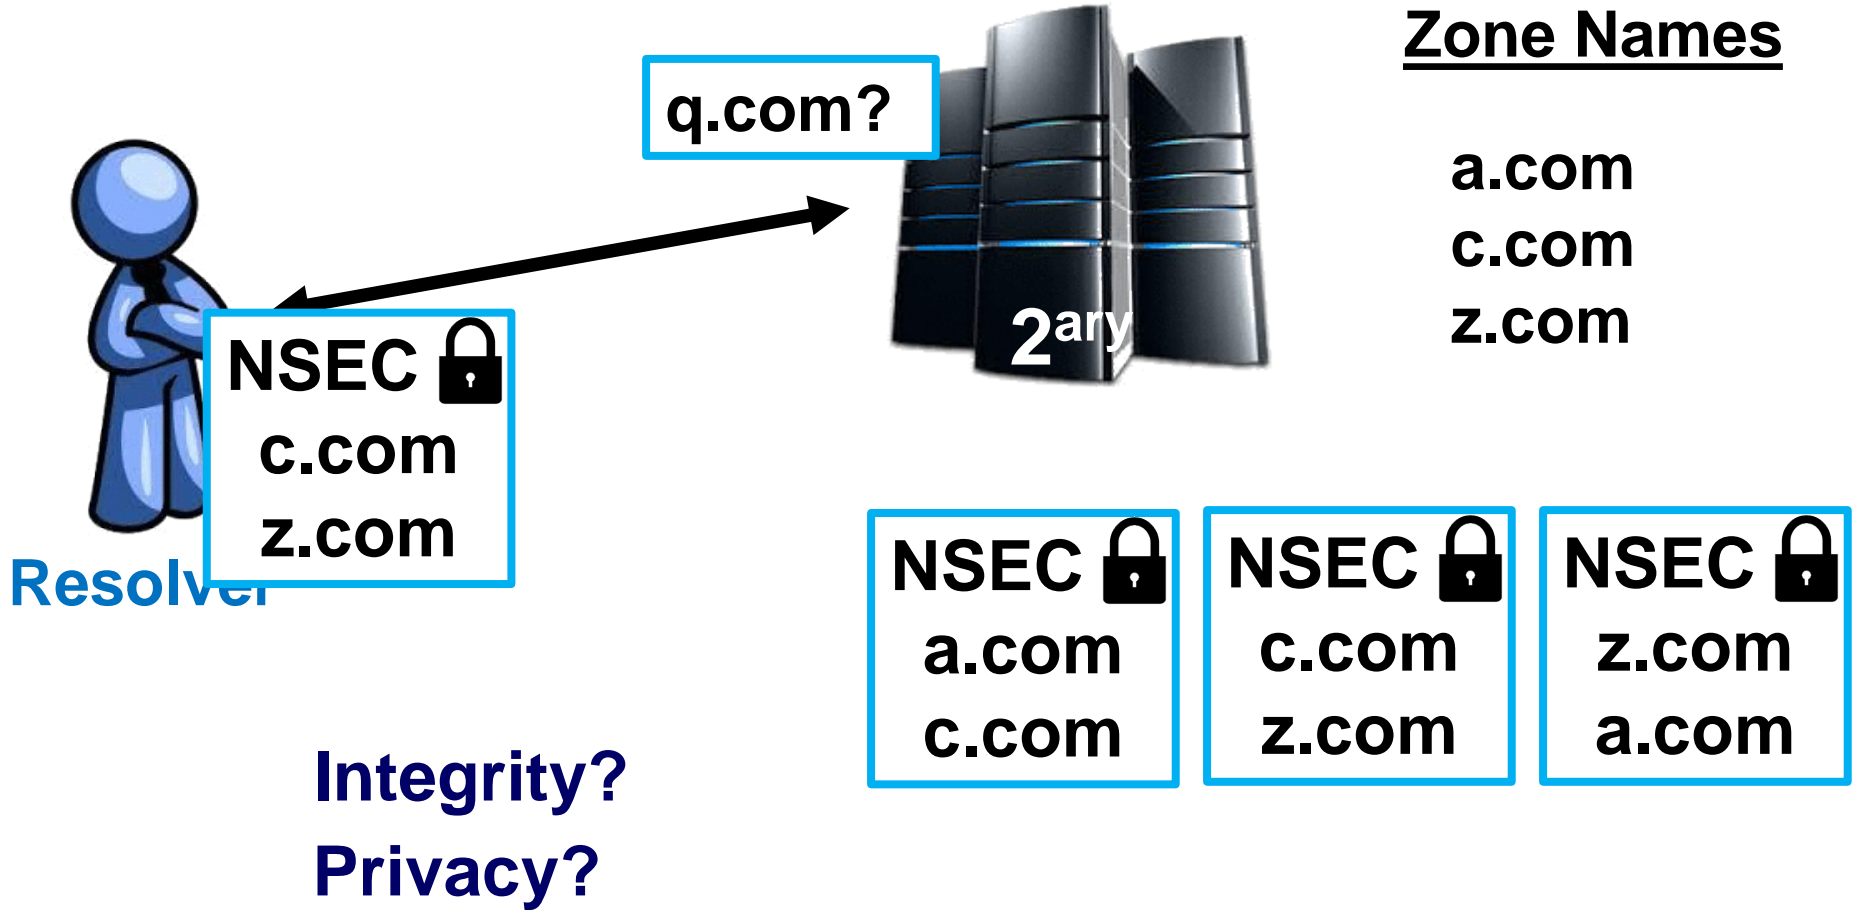 Zone Names
q.com?
a.com
c.com
z.com
2ary
NSEC
c.com
z.com
Resolver
NSEC
a.com
c.com
NSEC
c.com
z.com
NSEC
z.com
a.com
Integrity?
Privacy?